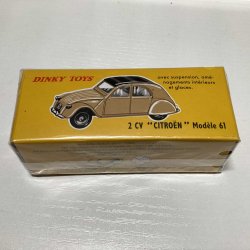 DINKY TOYS
avec suspension, amé-
nagements intérieurs
et glaces.
2 CV "CITROËN" Modèle 61